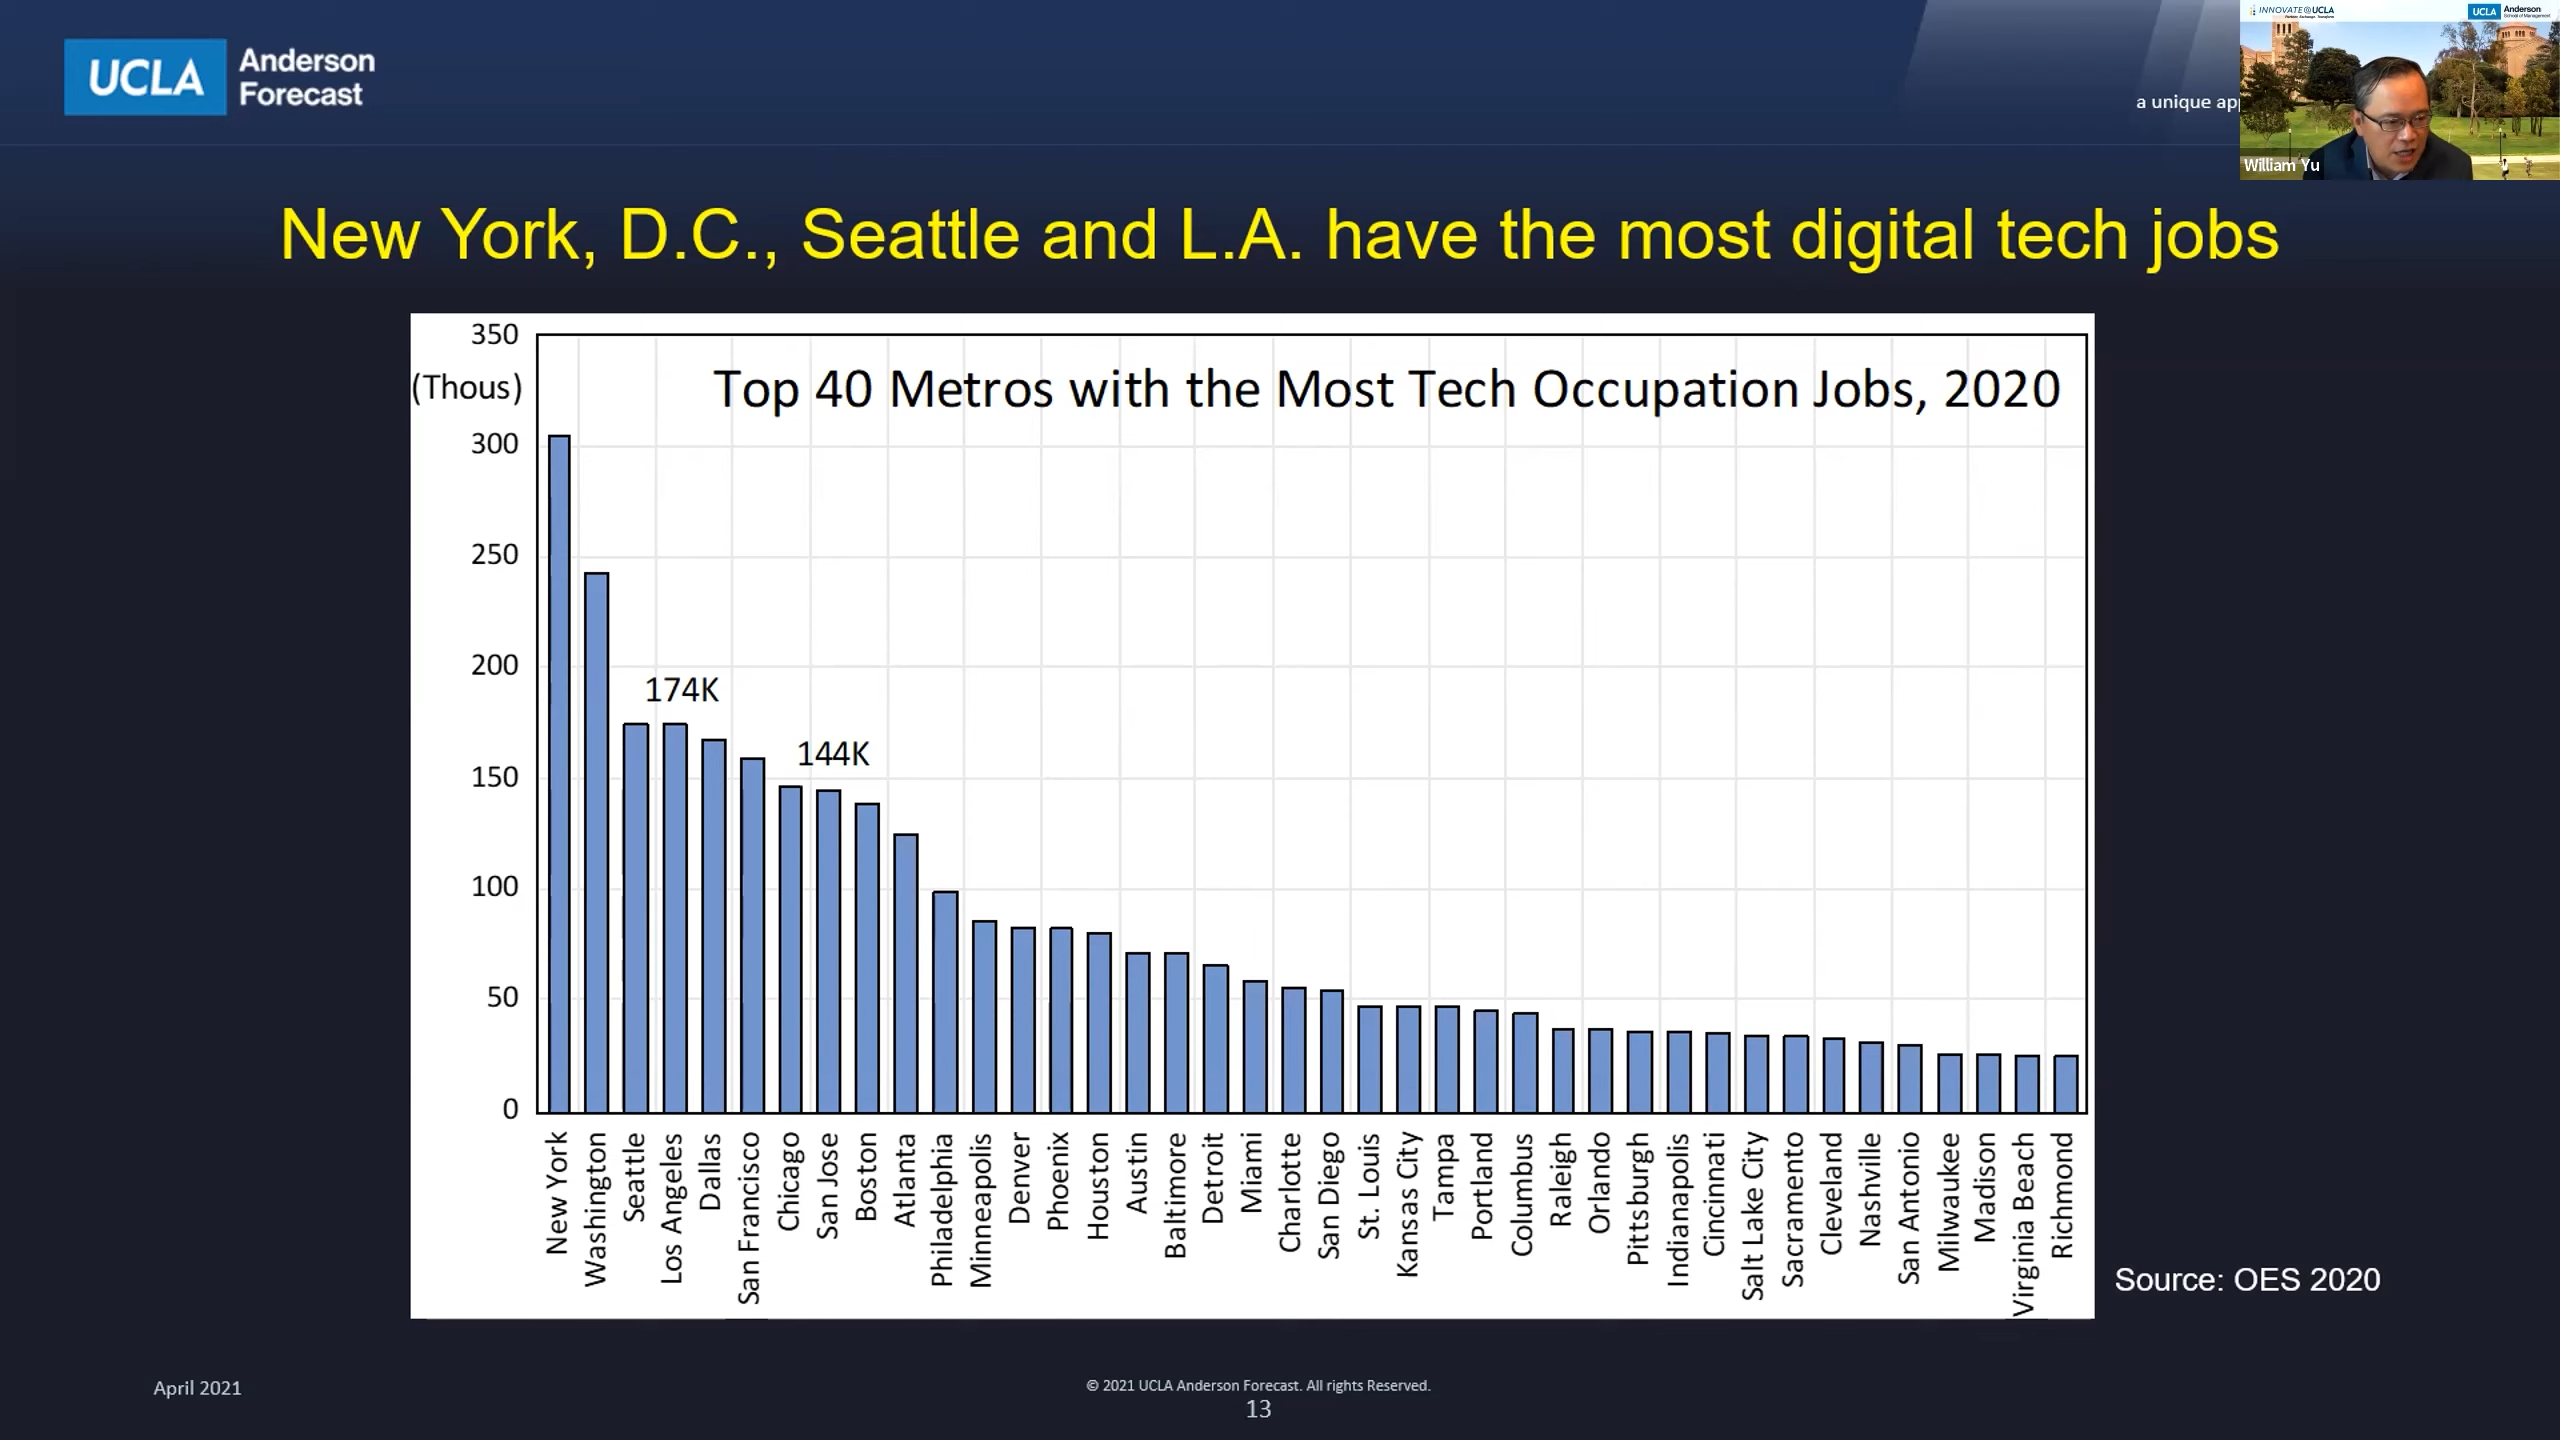 UCLA Anderson
Forecast
a unique
INNOVATE@UCLA
UCLA Anderson
William Yu
New York, D.C., Seattle and L.A. have the most digital tech jobs
Top 40 Metros with the Most Tech Occupation Jobs, 2020
350
(Thous)
300
250
200
150
100
50
0
174K
144K
New York
Washington
Seattle
Los Angeles
Dallas
San Francisco
Chicago
San Jose
Boston
Atlanta
Philadelphia
Minneapolis
Denver
Phoenix
Houston
Austin
Baltimore
Detroit
Miami
Charlotte
San Diego
St. Louis
Kansas City
Tampa
Portland
Columbus
Raleigh
Orlando
Pittsburgh
Indianapolis
Cincinnati
Salt Lake City
Sacramento
Cleveland
Nashville
San Antonio
Milwaukee
Madison
Virginia Beach
Richmond
Source: OES 2020
April 2021
© 2021 UCLA Anderson Forecast. All rights Reserved.
13